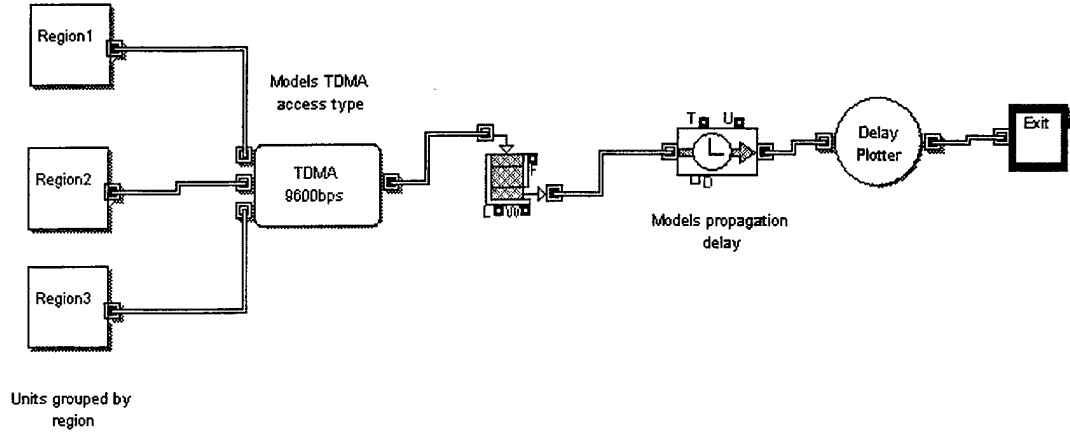 Region1
Models TDMA
access type
Region2
TDMA
9600bps
Region3
Units grouped by
region
F
L W
T U
D
Models propagation
delay
Delay
Plotter
Exit